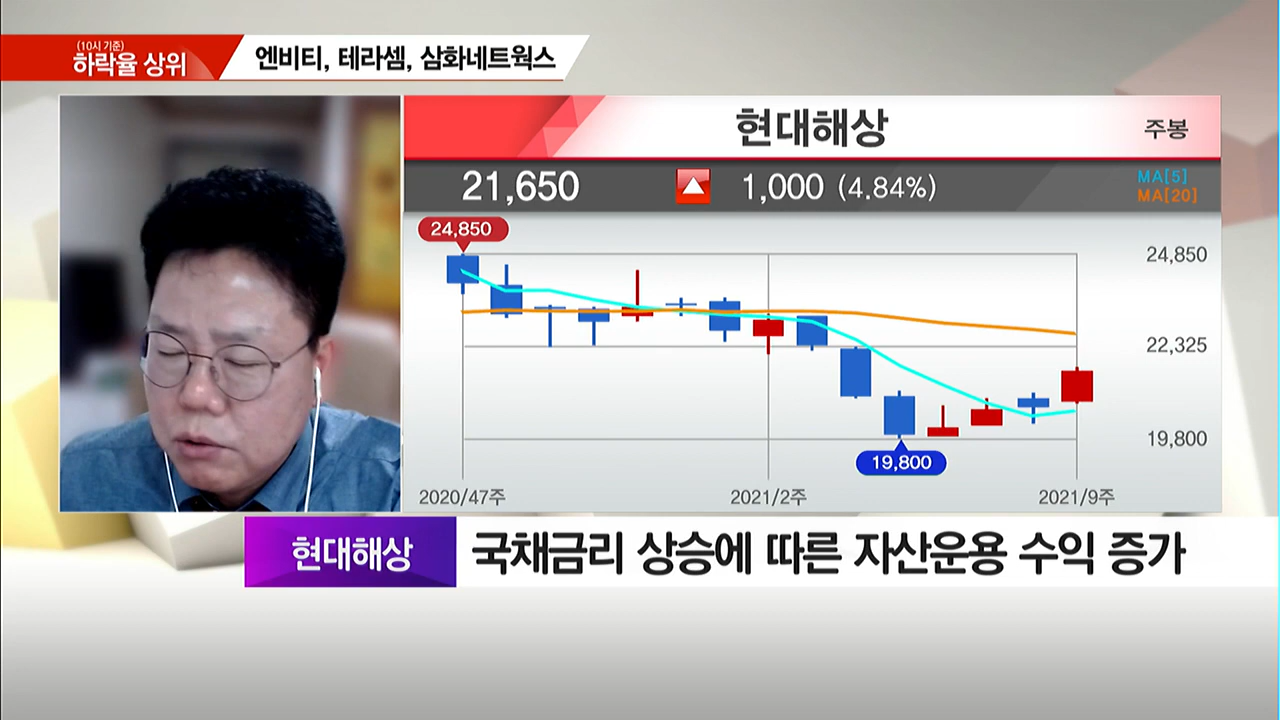 (10시 기준)
하락율 상위
엔비티, 테라셈, 삼화네트웍스
현대해상
주봉
21,650 1,000 (4.84%)
MA[5]
MA[20]
24,850
24,850
22,325
19,800
19,800
2020/47주 2021/2주 2021/9주
현대해상
국채금리 상승에 따른 자산운용 수익 증가